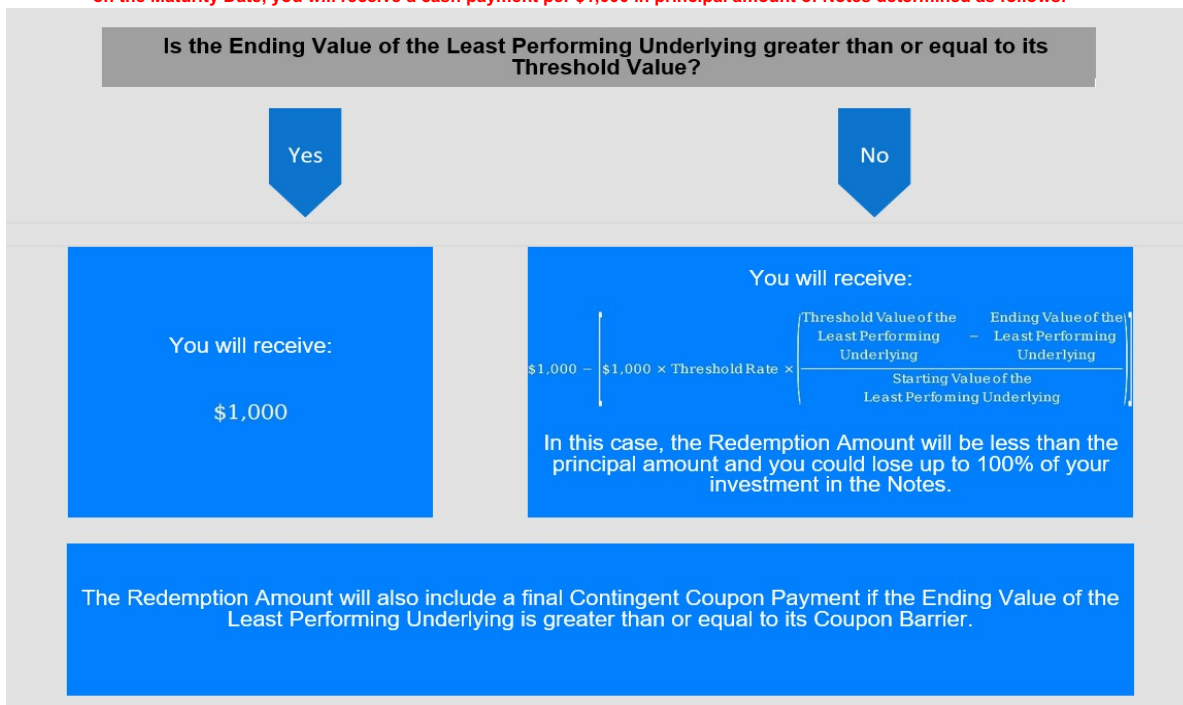 on the Maturity Date, you will receive a cash payment per $1,000 in principal amount of Notes determined as follows:
Is the Ending Value of the Least Performing Underlying greater than or equal to its
Threshold Value?
Yes
No
You will receive:
$1,000
You will receive:
$1,000 − [$1,000 × Threshold Rate × (
Threshold Value of the Ending Value of the
Least Performing − Least Performing
Underlying Underlying
Starting Value of the
Least Perfoming Underlying
)]
In this case, the Redemption Amount will be less than the
principal amount and you could lose up to 100% of your
investment in the Notes.
The Redemption Amount will also include a final Contingent Coupon Payment if the Ending Value of the
Least Performing Underlying is greater than or equal to its Coupon Barrier.